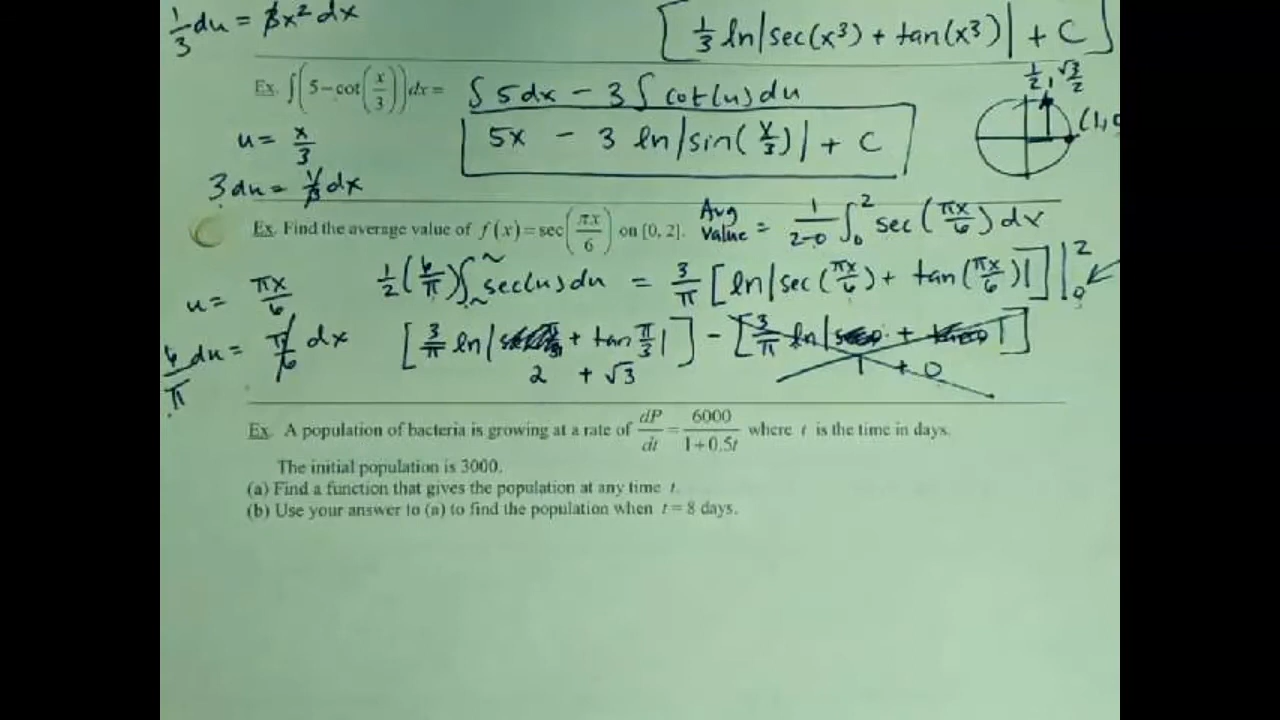 1/3 du = 3x² dx
[ 1/3 ln|sec(x³) + tan(x³)| + C ]
Ex. ∫(5 − cot(x/3))dx = ∫ 5dx − 3 ∫ cot(u) du
1/2, √3/2
u = x/3
5x − 3 ln|sin(x/3)| + C
(1,0
3 du = 1/3 dx
Ex. Find the average value of f(x) = sec(πx/6) on [0, 2]. Avg Value = 1/(2-0) ∫₀² sec(πx/6) dx
u = πx/6
1/2 (6/π) ∫ sec(u) du = 3/π [ln|sec(πx/6) + tan(πx/6)|] |₀²
6/π du = π/6 dx
[3/π ln| + tan π/3|] − [3/π ln| + |]
2 + √3
1 + 0
Ex. A population of bacteria is growing at a rate of dP/dt = 6000/(1+0.5t) where t is the time in days.
The initial population is 3000.
(a) Find a function that gives the population at any time t.
(b) Use your answer to (a) to find the population when t = 8 days.